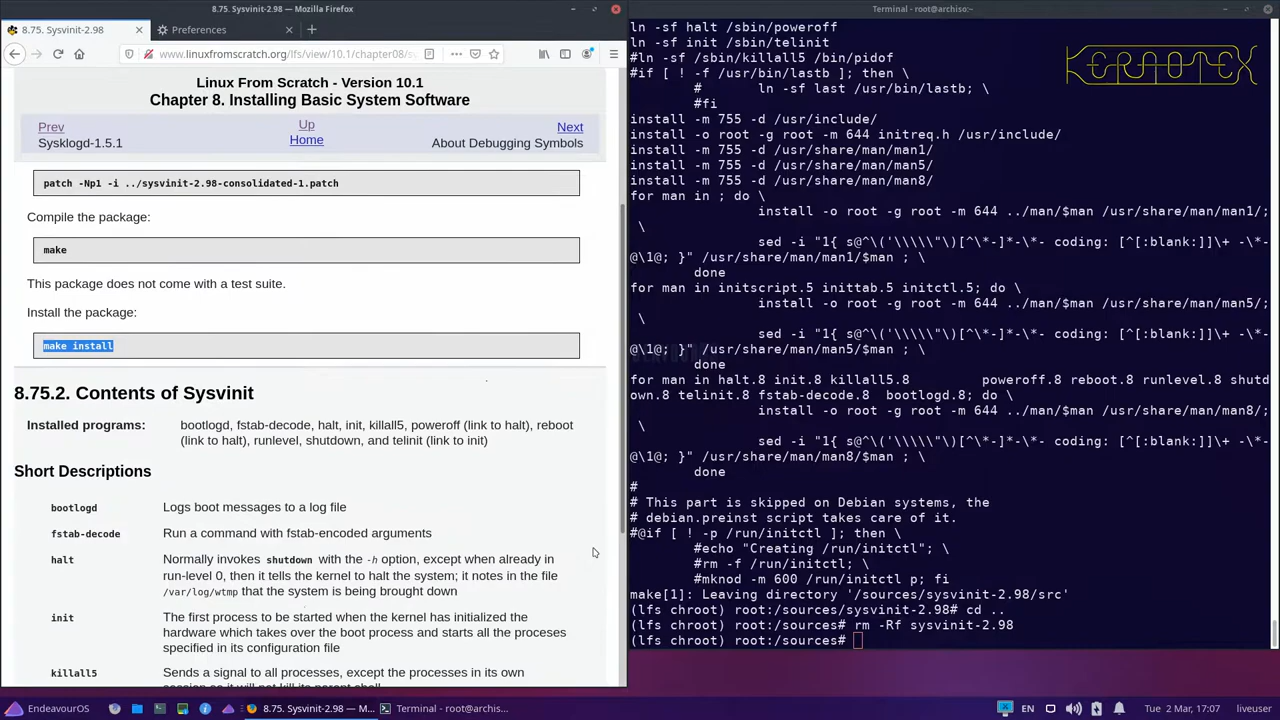 8.75. Sysvinit-2.98 — Mozilla Firefox
8.75. Sysvinit-2.98
Preferences
www.linuxfromscratch.org/lfs/view/10.1/chapter08/sy
Linux From Scratch - Version 10.1
Chapter 8. Installing Basic System Software
Prev
Up
Next
Sysklogd-1.5.1
Home
About Debugging Symbols
patch -Np1 -i ../sysvinit-2.98-consolidated-1.patch
Compile the package:
make
This package does not come with a test suite.
Install the package:
make install
8.75.2. Contents of Sysvinit
Installed programs: bootlogd, fstab-decode, halt, init, killall5, poweroff (link to halt), reboot
(link to halt), runlevel, shutdown, and telinit (link to init)
Short Descriptions
bootlogd Logs boot messages to a log file
fstab-decode Run a command with fstab-encoded arguments
halt Normally invokes shutdown with the -h option, except when already in
run-level 0, then it tells the kernel to halt the system; it notes in the file
/var/log/wtmp that the system is being brought down
init The first process to be started when the kernel has initialized the
hardware which takes over the boot process and starts all the proceses
specified in its configuration file
killall5 Sends a signal to all processes, except the processes in its own
Terminal - root@archiso:~
ln -sf halt /sbin/poweroff
ln -sf init /sbin/telinit
#ln -sf /sbin/killall5 /bin/pidof
#if [ ! -f /usr/bin/lastb ]; then \
# ln -sf last /usr/bin/lastb; \
#fi
install -m 755 -d /usr/include/
install -o root -g root -m 644 initreq.h /usr/include/
install -m 755 -d /usr/share/man/man1/
install -m 755 -d /usr/share/man/man5/
install -m 755 -d /usr/share/man/man8/
for man in ; do \
install -o root -g root -m 644 ../man/$man /usr/share/man/man1/;
\
sed -i "1{ s@^\('\\\\\"\)[^\*-]*-\*- coding: [^[:blank:]]\+ -\*-
@\1@; }" /usr/share/man/man1/$man ; \
done
for man in initscript.5 inittab.5 initctl.5; do \
install -o root -g root -m 644 ../man/$man /usr/share/man/man5/;
\
sed -i "1{ s@^\('\\\\\"\)[^\*-]*-\*- coding: [^[:blank:]]\+ -\*-
@\1@; }" /usr/share/man/man5/$man ; \
done
for man in halt.8 init.8 killall5.8 poweroff.8 reboot.8 runlevel.8 shutd
own.8 telinit.8 fstab-decode.8 bootlogd.8; do \
install -o root -g root -m 644 ../man/$man /usr/share/man/man8/;
\
sed -i "1{ s@^\('\\\\\"\)[^\*-]*-\*- coding: [^[:blank:]]\+ -\*-
@\1@; }" /usr/share/man/man8/$man ; \
done
#
# This part is skipped on Debian systems, the
# debian.preinst script takes care of it.
#@if [ ! -p /run/initctl ]; then \
#echo "Creating /run/initctl"; \
#rm -f /run/initctl; \
#mknod -m 600 /run/initctl p; fi
make[1]: Leaving directory '/sources/sysvinit-2.98/src'
(lfs chroot) root:/sources/sysvinit-2.98# cd ..
(lfs chroot) root:/sources# rm -Rf sysvinit-2.98
(lfs chroot) root:/sources#
EndeavourOS
8.75. Sysvinit-2.98 — M...
Terminal - root@archis...
EN
Tue 2 Mar, 17:07
liveuser